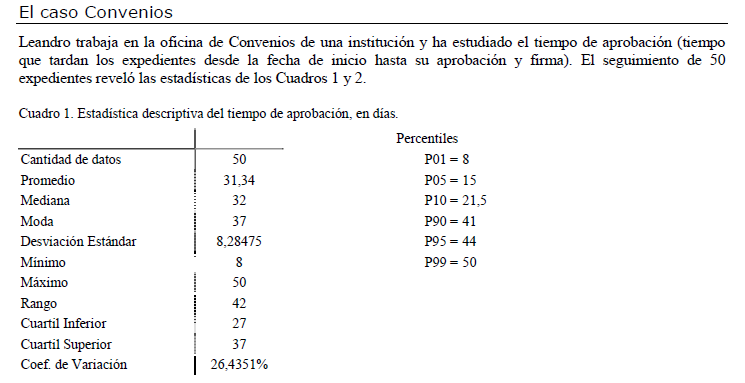 El caso Convenios
Leandro trabaja en la oficina de Convenios de una institución y ha estudiado el tiempo de aprobación (tiempo
que tardan los expedientes desde la fecha de inicio hasta su aprobación y firma). El seguimiento de 50
expedientes reveló las estadísticas de los Cuadros 1 y 2.
Cuadro 1. Estadística descriptiva del tiempo de aprobación, en días.
Percentiles
Cantidad de datos 50 P01 = 8
Promedio 31,34 P05 = 15
Mediana 32 P10 = 21,5
Moda 37 P90 = 41
Desviación Estándar 8,28475 P95 = 44
Mínimo 8 P99 = 50
Máximo 50
Rango 42
Cuartil Inferior 27
Cuartil Superior 37
Coef. de Variación 26,4351%